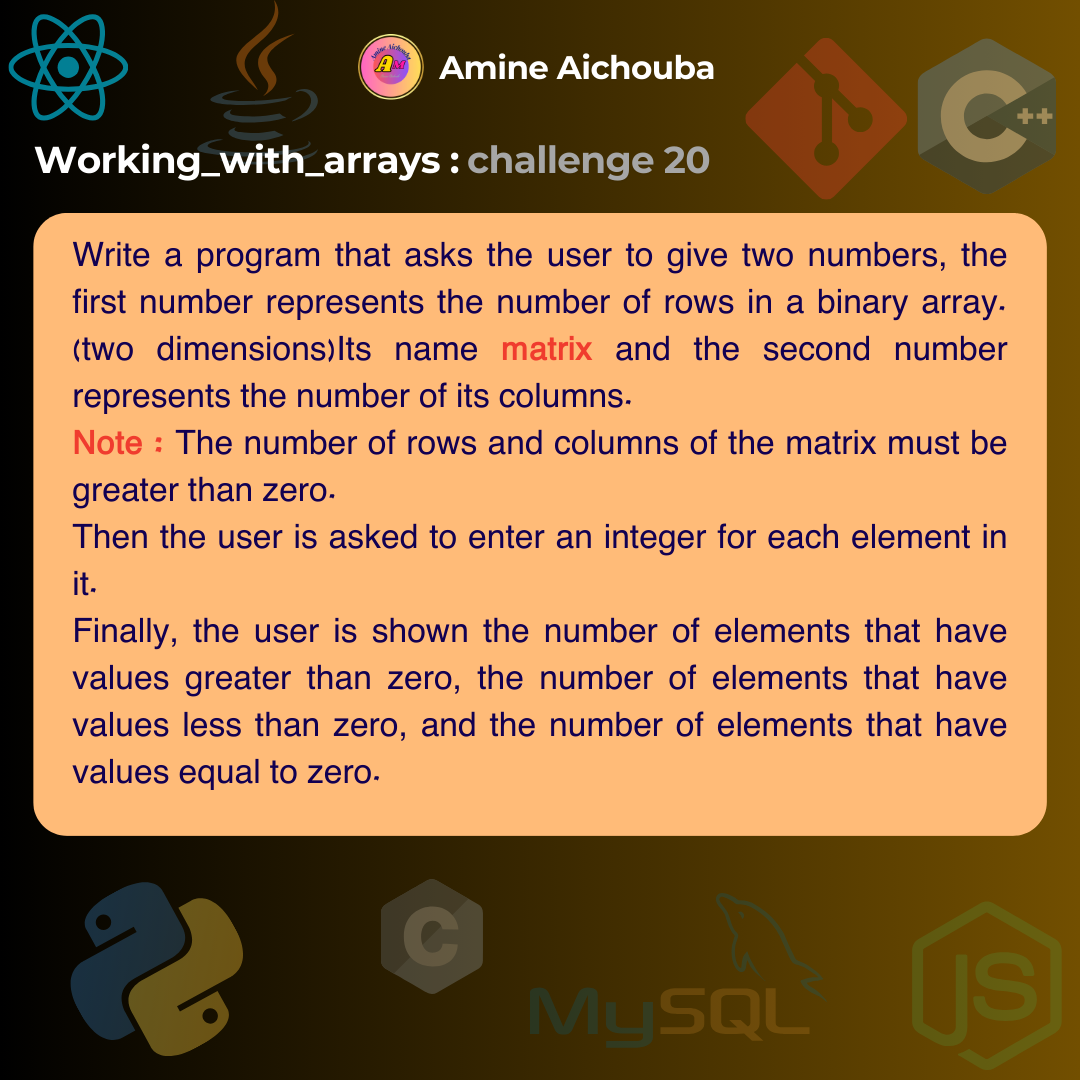 Amine Aichouba
Working_with_arrays : challenge 20
Write a program that asks the user to give two numbers, the
first number represents the number of rows in a binary array.
(two dimensions)Its name matrix and the second number
represents the number of its columns.
Note : The number of rows and columns of the matrix must be
greater than zero.
Then the user is asked to enter an integer for each element in
it.
Finally, the user is shown the number of elements that have
values greater than zero, the number of elements that have
values less than zero, and the number of elements that have
values equal to zero.
Amine Aichouba
AM
C++
C
MySQL
JS